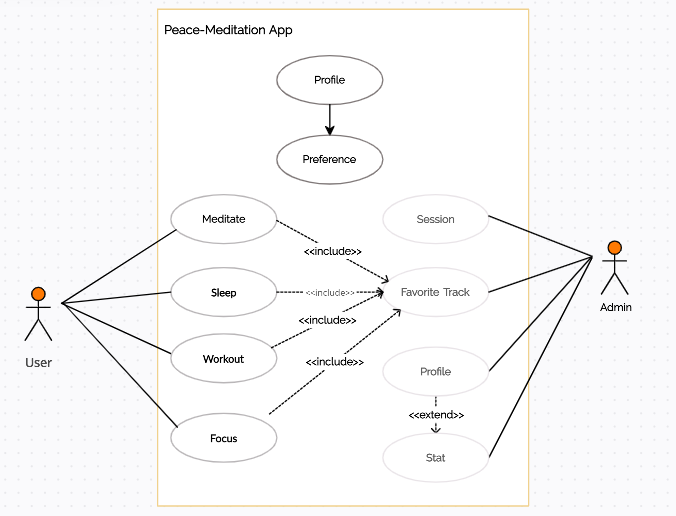 Peace-Meditation App
Profile
Preference
Meditate
Session
<<include>>
Sleep
<<include>>
Favorite Track
<<include>>
Workout
<<include>>
Profile
<<extend>>
Focus
Stat
User
Admin